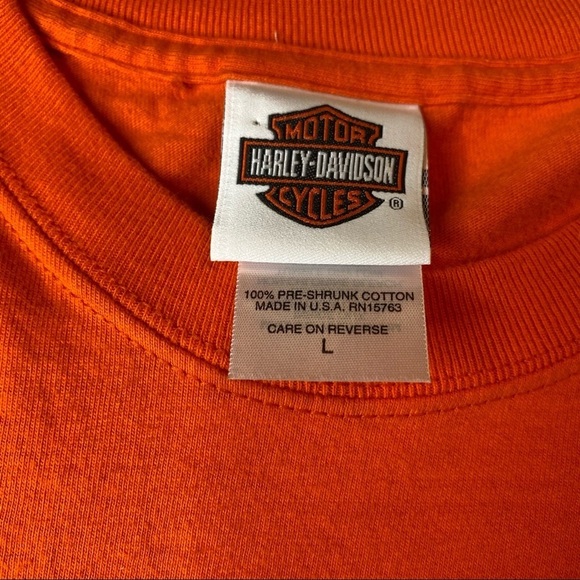 MOTOR
HARLEY-DAVIDSON
CYCLES
®
100% PRE-SHRUNK COTTON
MADE IN U.S.A. RN15763
CARE ON REVERSE
L